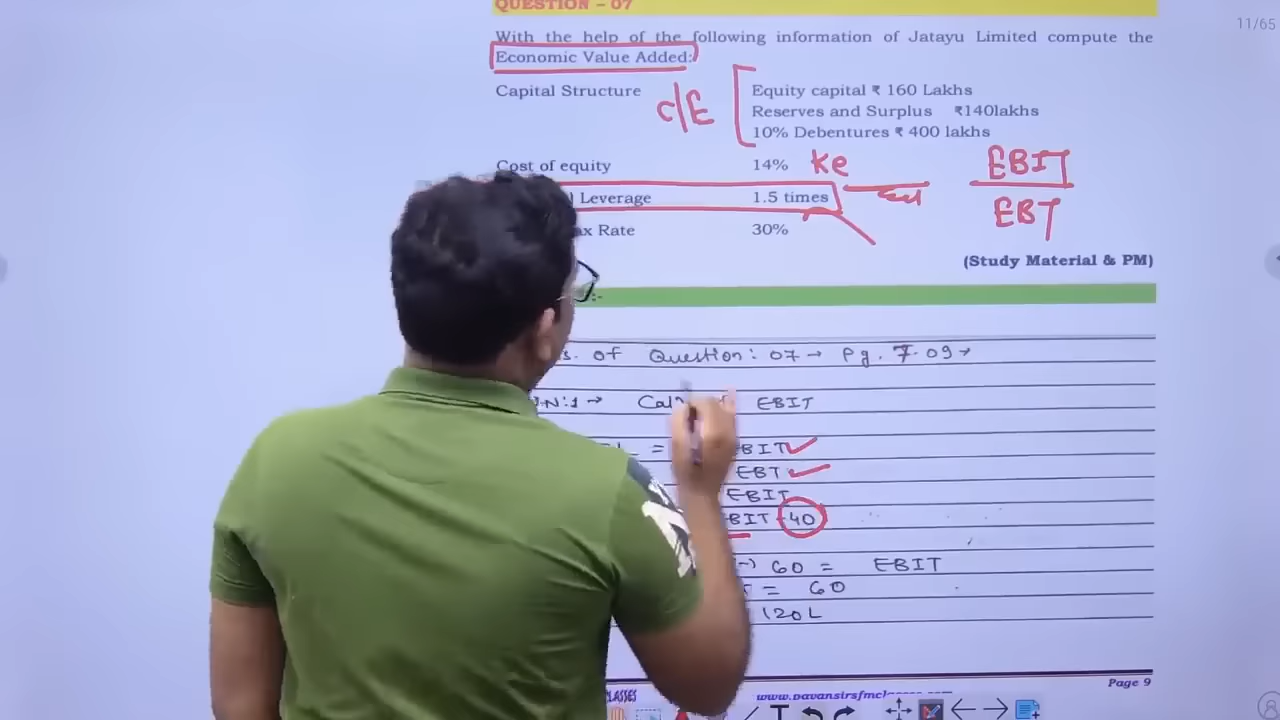 QUESTION – 07
11/65
With the help of the following information of Jatayu Limited compute the
Economic Value Added:
Capital Structure
C/E
Equity capital ₹ 160 Lakhs
Reserves and Surplus ₹140lakhs
10% Debentures ₹ 400 lakhs
Cost of equity 14% Ke
EBIT
EBT
Leverage 1.5 times
Rate 30%
(Study Material & PM)
:-
of Question: 07→ Pg. 7.09→
EBIT
=
EBT
EBIT
-40
60 = EBIT
= 60
120L
Page 9